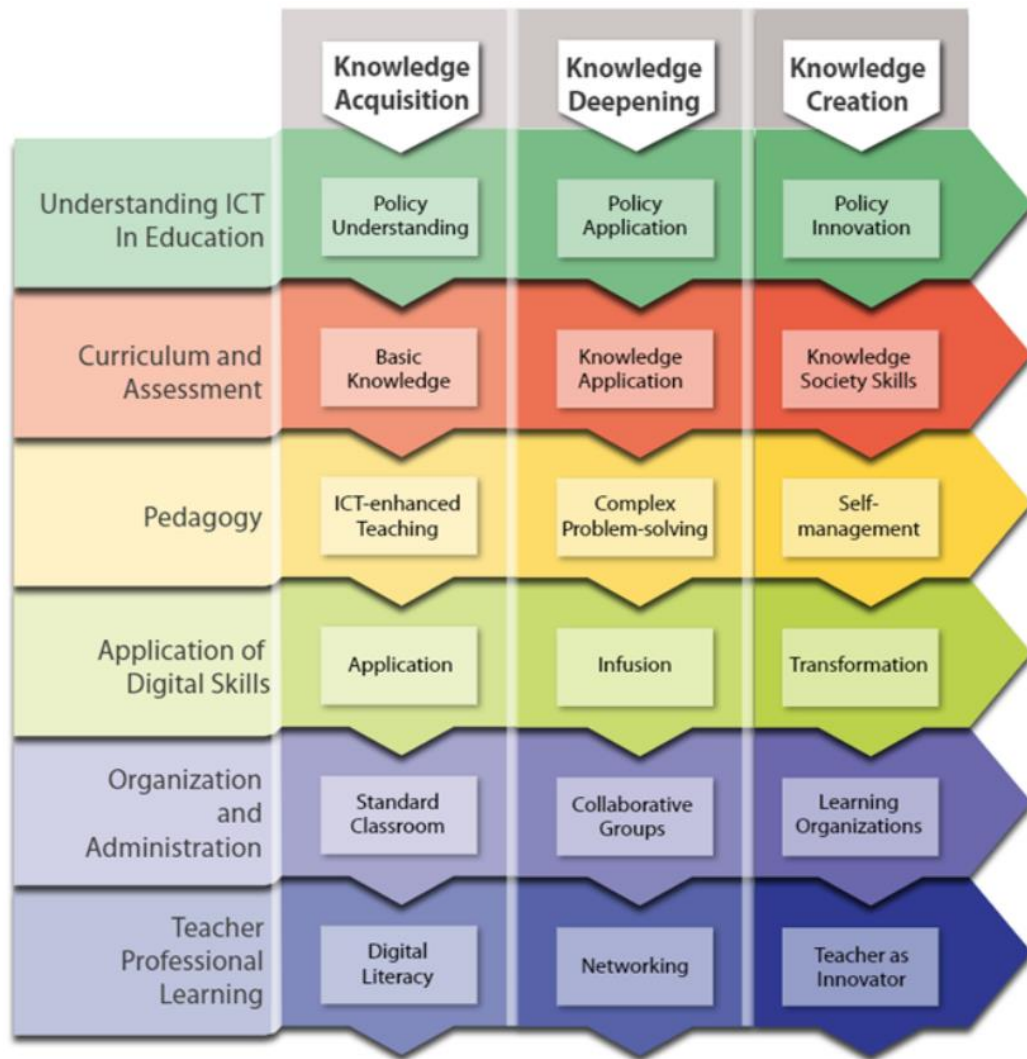 Knowledge
Acquisition
Knowledge
Deepening
Knowledge
Creation
Understanding ICT
In Education
Policy
Understanding
Policy
Application
Policy
Innovation
Curriculum and
Assessment
Basic
Knowledge
Knowledge
Application
Knowledge
Society Skills
Pedagogy
ICT-enhanced
Teaching
Complex
Problem-solving
Self-
management
Application of
Digital Skills
Application
Infusion
Transformation
Organization
and
Administration
Standard
Classroom
Collaborative
Groups
Learning
Organizations
Teacher
Professional
Learning
Digital
Literacy
Networking
Teacher as
Innovator